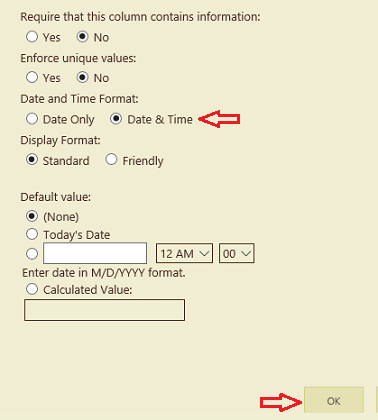 Require that this column contains information:
Yes No
Enforce unique values:
Yes No
Date and Time Format:
Date Only Date & Time
Display Format:
Standard Friendly
Default value:
(None)
Today's Date
12 AM 00
Enter date in M/D/YYYY format.
Calculated Value:
OK